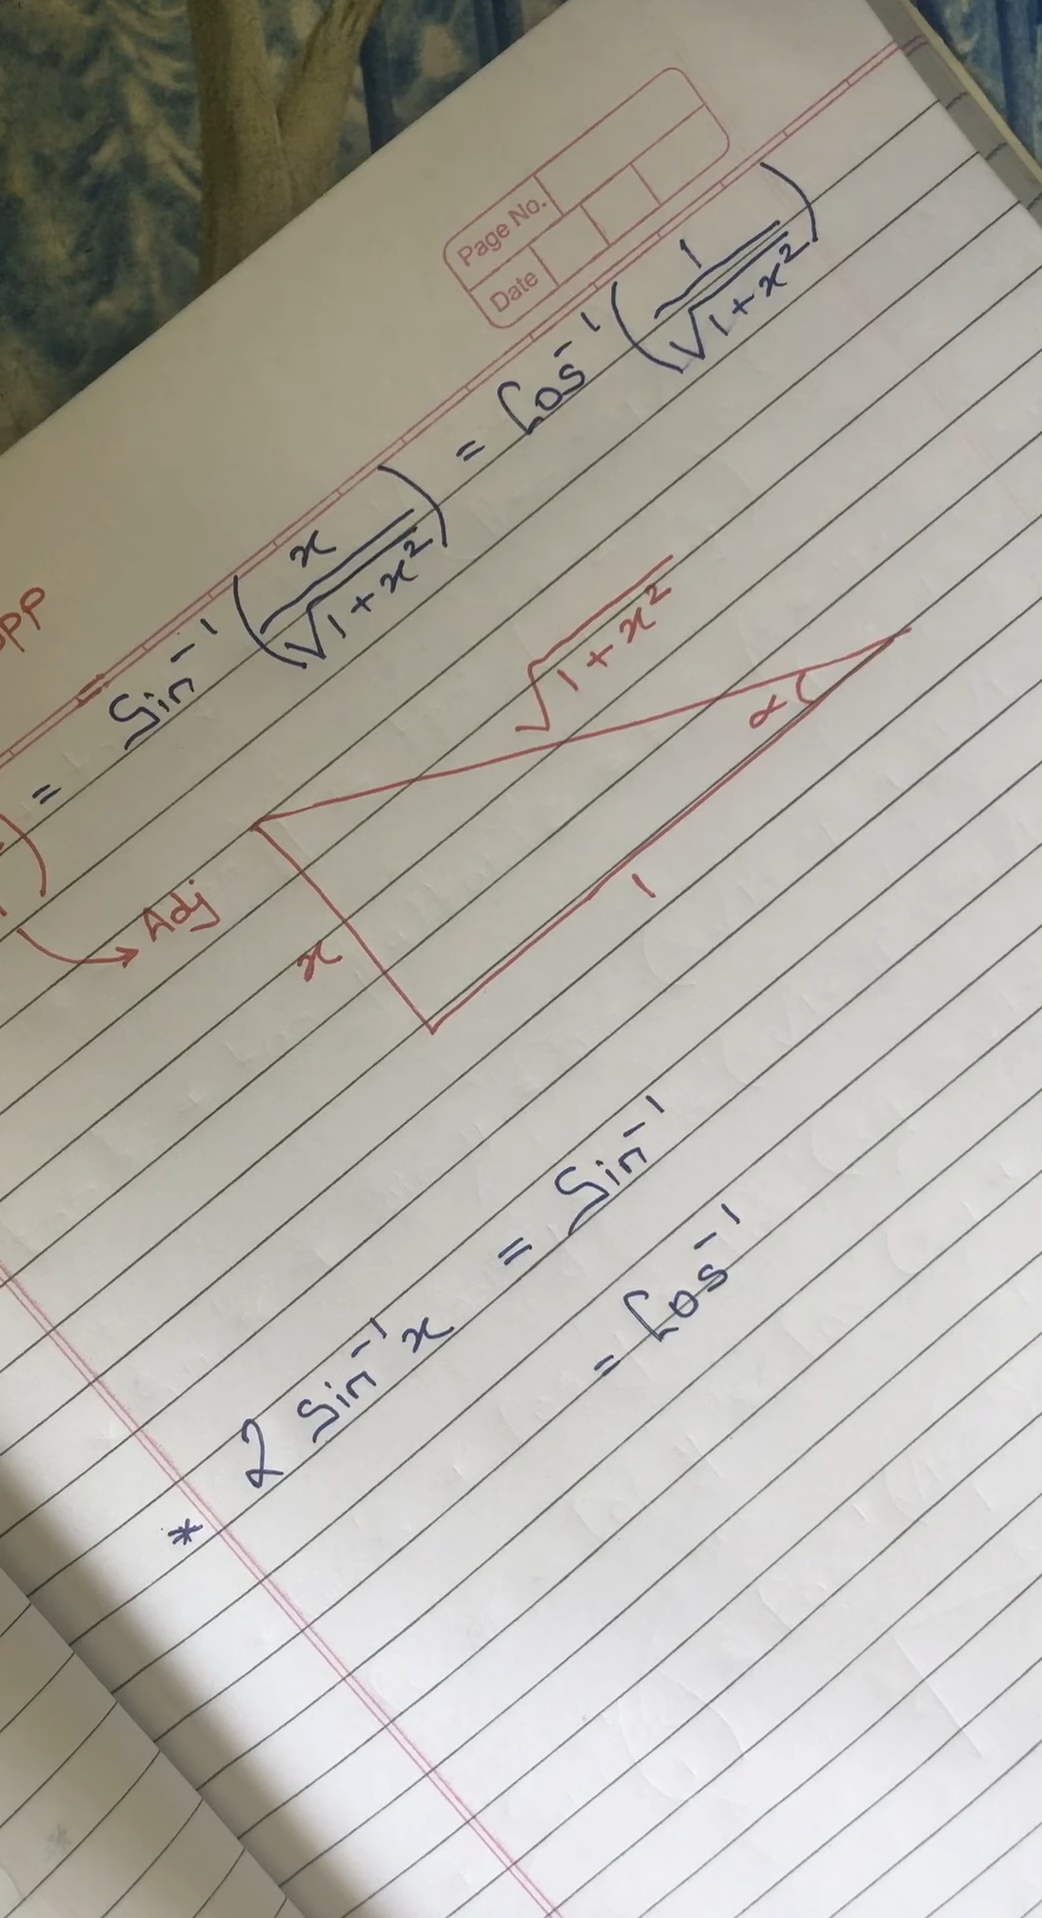 Page No.
Date
opp
= Sin⁻¹(x/√1+x²) = Cos⁻¹(1/√1+x²)
→ Adj
√1+x²
α
x
1
* 2 Sin⁻¹x = Sin⁻¹
= Cos⁻¹